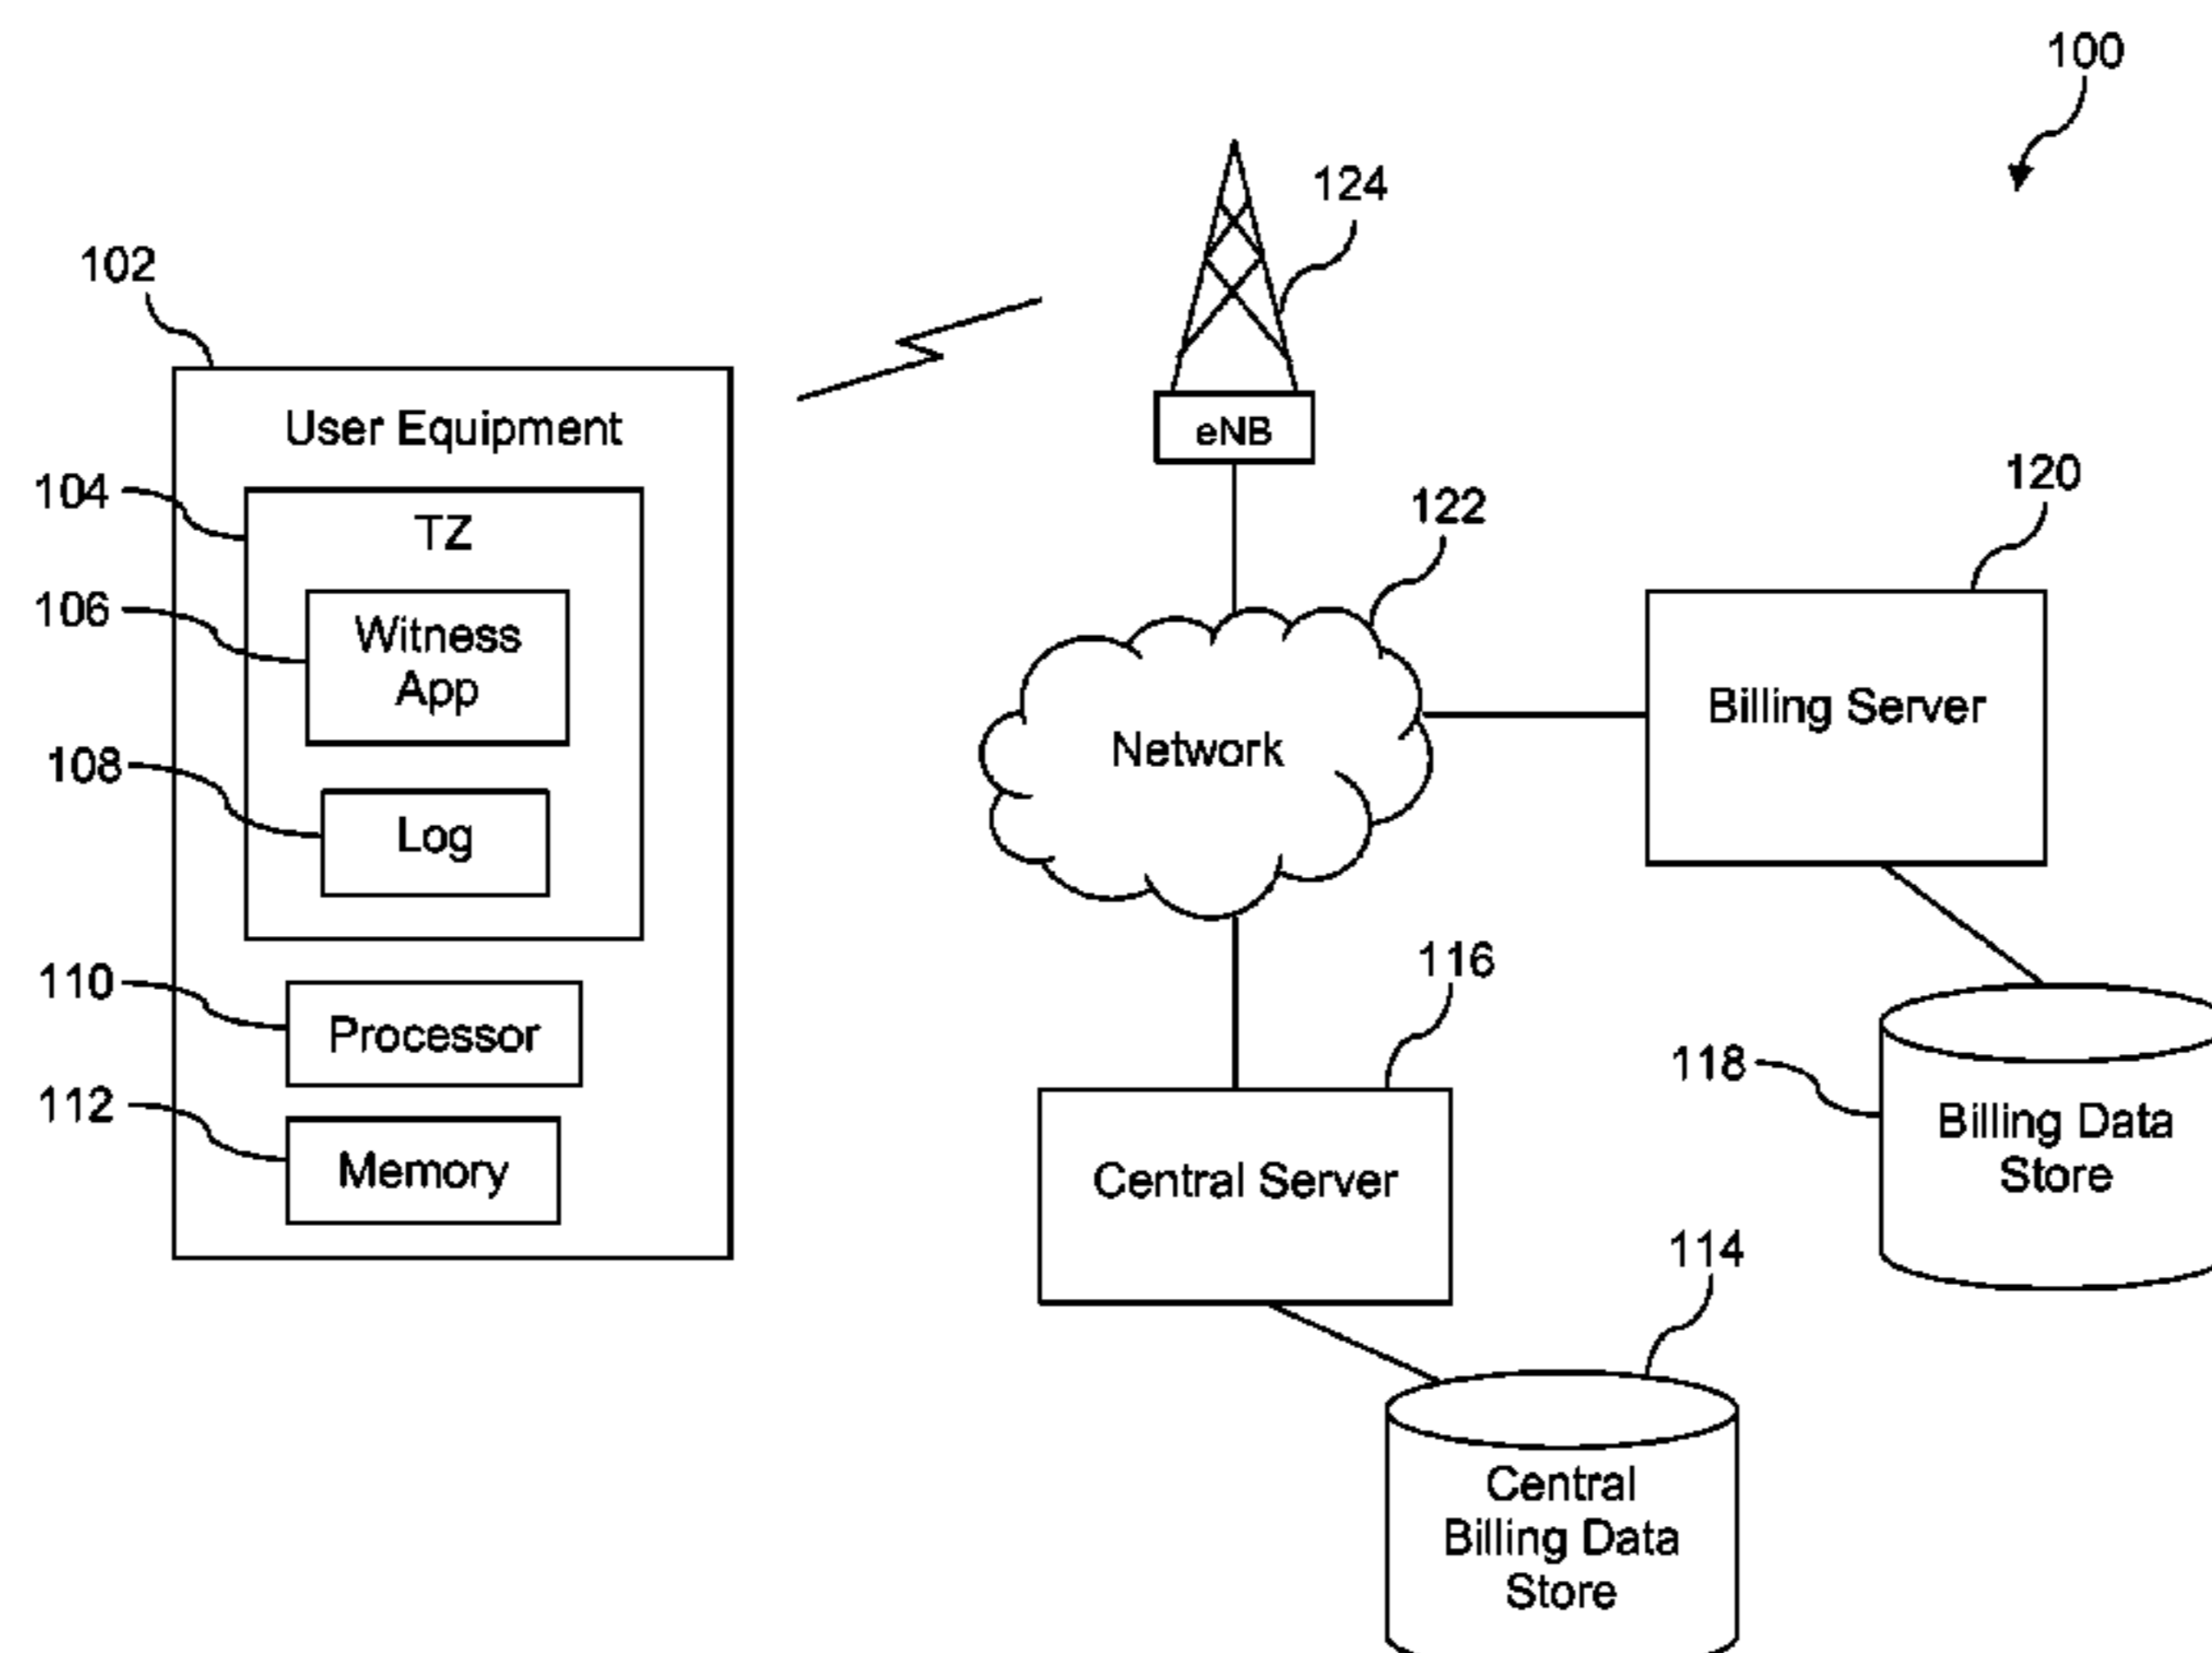 100
124
102
User Equipment
eNB
104
TZ
122
120
106
Witness
App
Billing Server
Network
108
Log
116
110
Processor
118
Billing Data
Store
112
Memory
Central Server
114
Central
Billing Data
Store